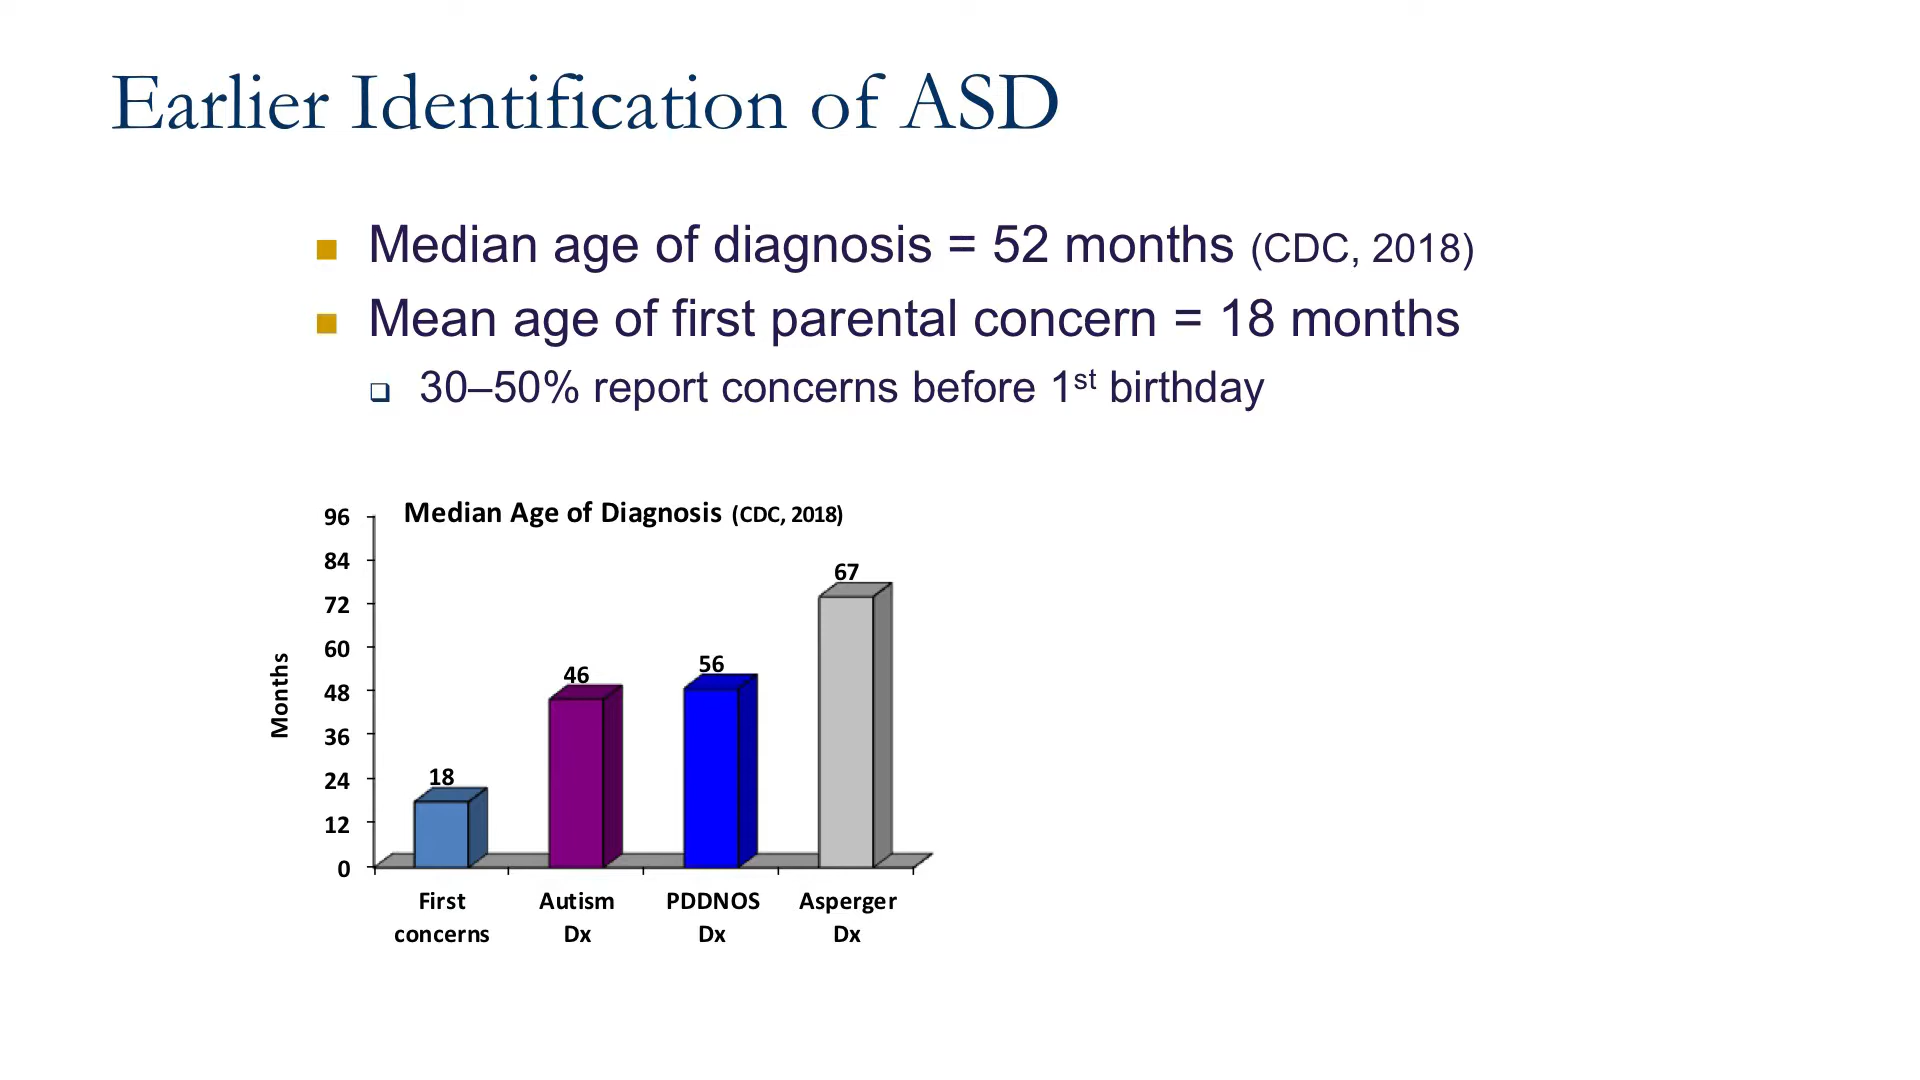 Earlier Identification of ASD
Median age of diagnosis = 52 months (CDC, 2018)
Mean age of first parental concern = 18 months
30–50% report concerns before 1st birthday
Median Age of Diagnosis (CDC, 2018)
96
84
72
60
48
36
24
12
0
Months
18
46
56
67
First concerns
Autism Dx
PDDNOS Dx
Asperger Dx